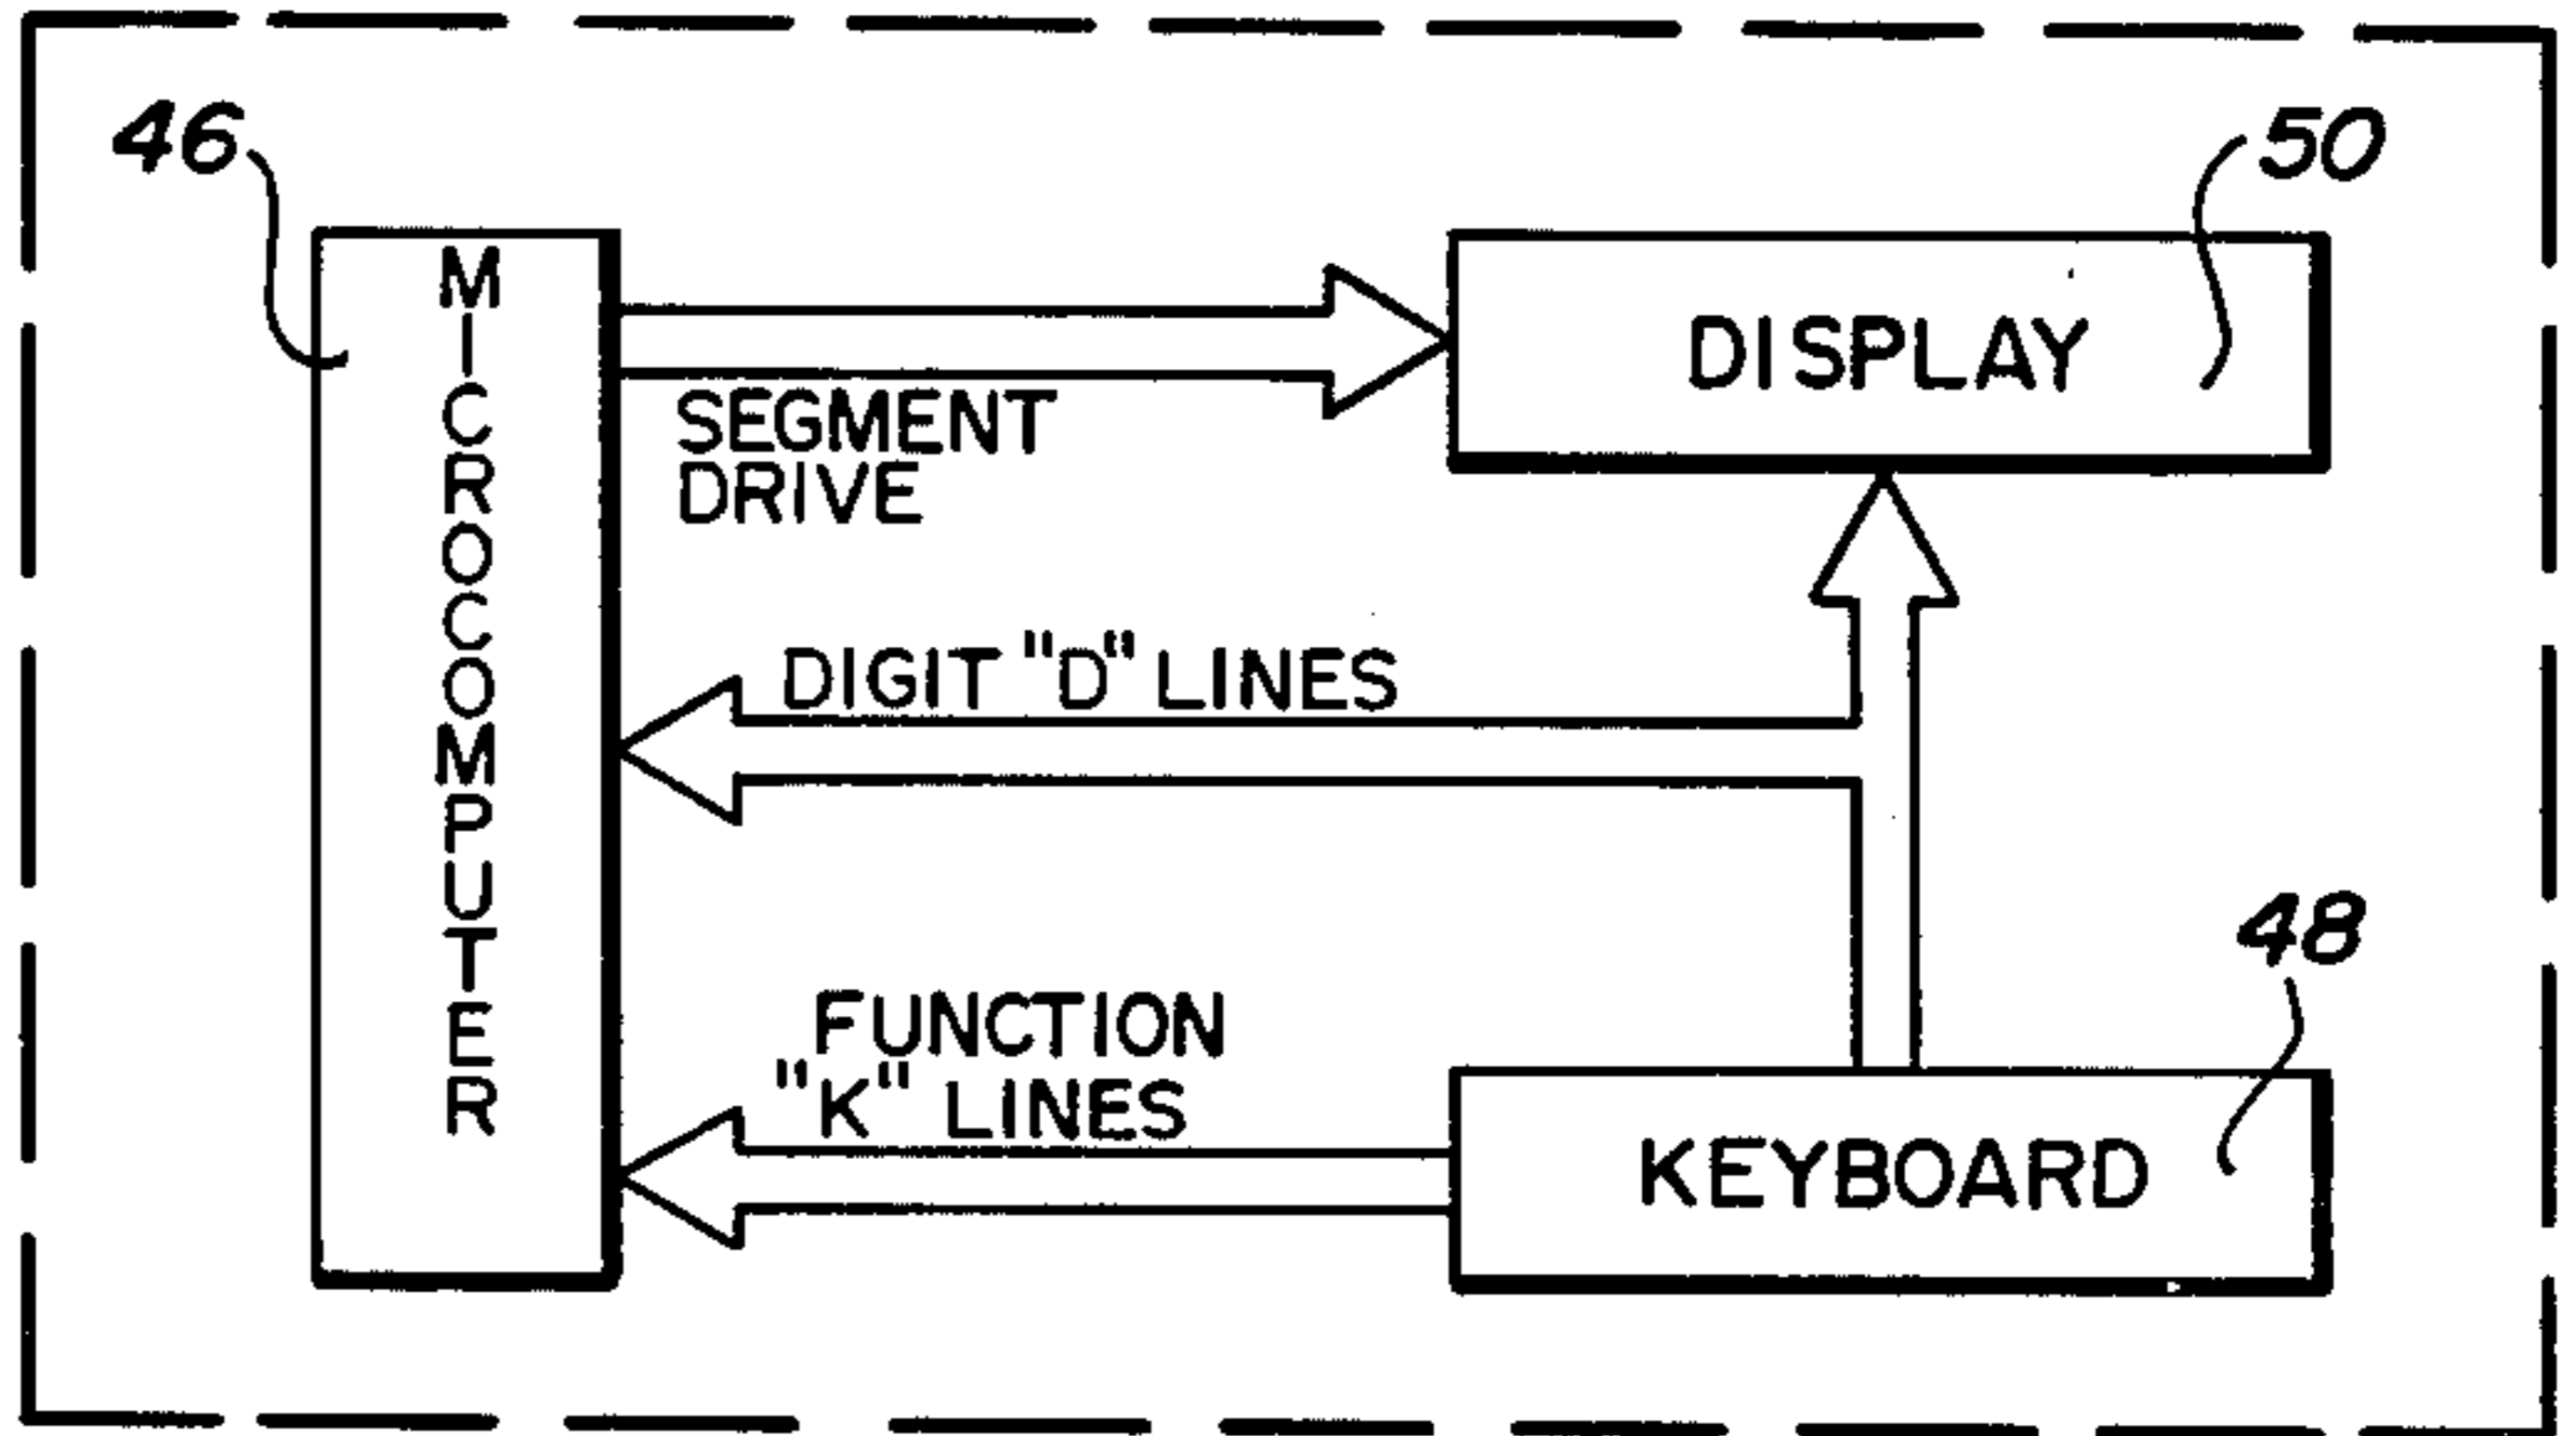 46
50
MICROCOMPUTER
DISPLAY
SEGMENT
DRIVE
DIGIT "D" LINES
48
FUNCTION
"K" LINES
KEYBOARD